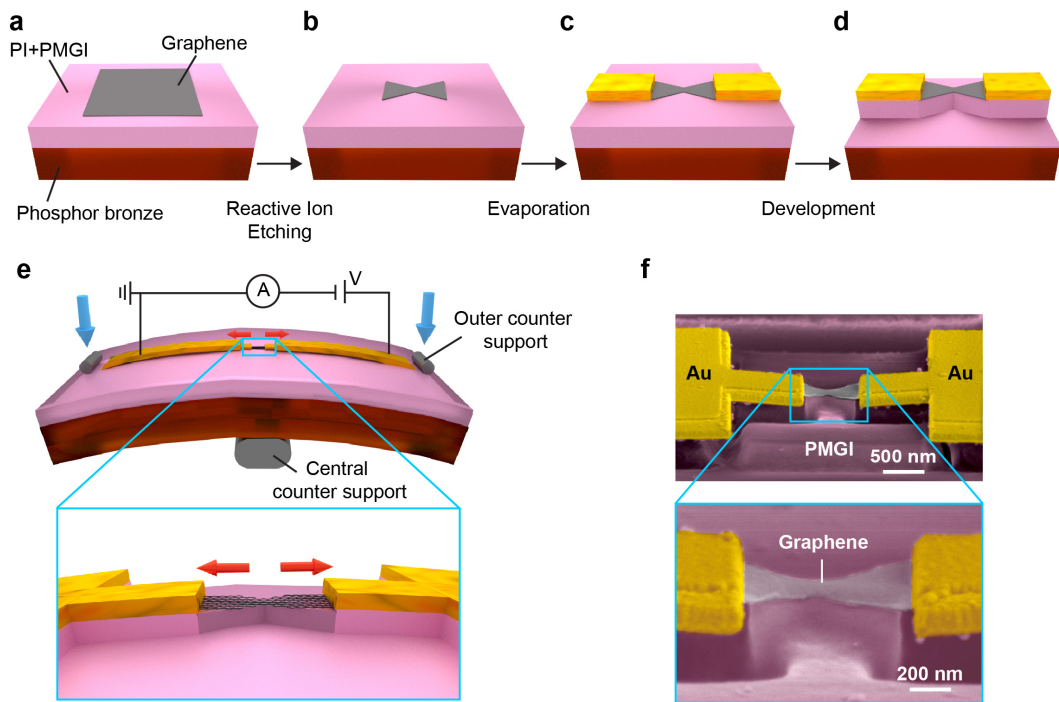 a
b
c
d
PI+PMGI
Graphene
Phosphor bronze
Reactive Ion
Etching
Evaporation
Development
e
f
A
V
Outer counter
support
Central
counter support
Au
Au
PMGI
500 nm
Graphene
200 nm